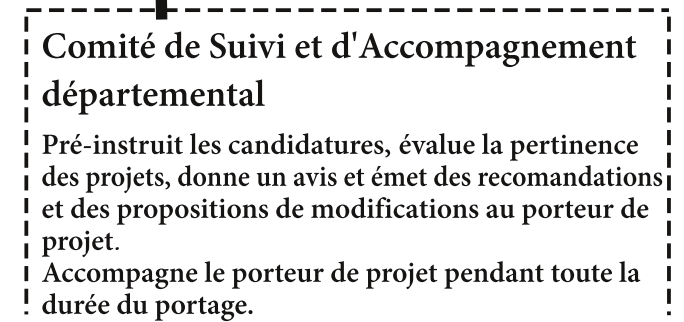 Comité de Suivi et d'Accompagnement
départemental
Pré-instruit les candidatures, évalue la pertinence
des projets, donne un avis et émet des recomandations
et des propositions de modifications au porteur de
projet.
Accompagne le porteur de projet pendant toute la
durée du portage.